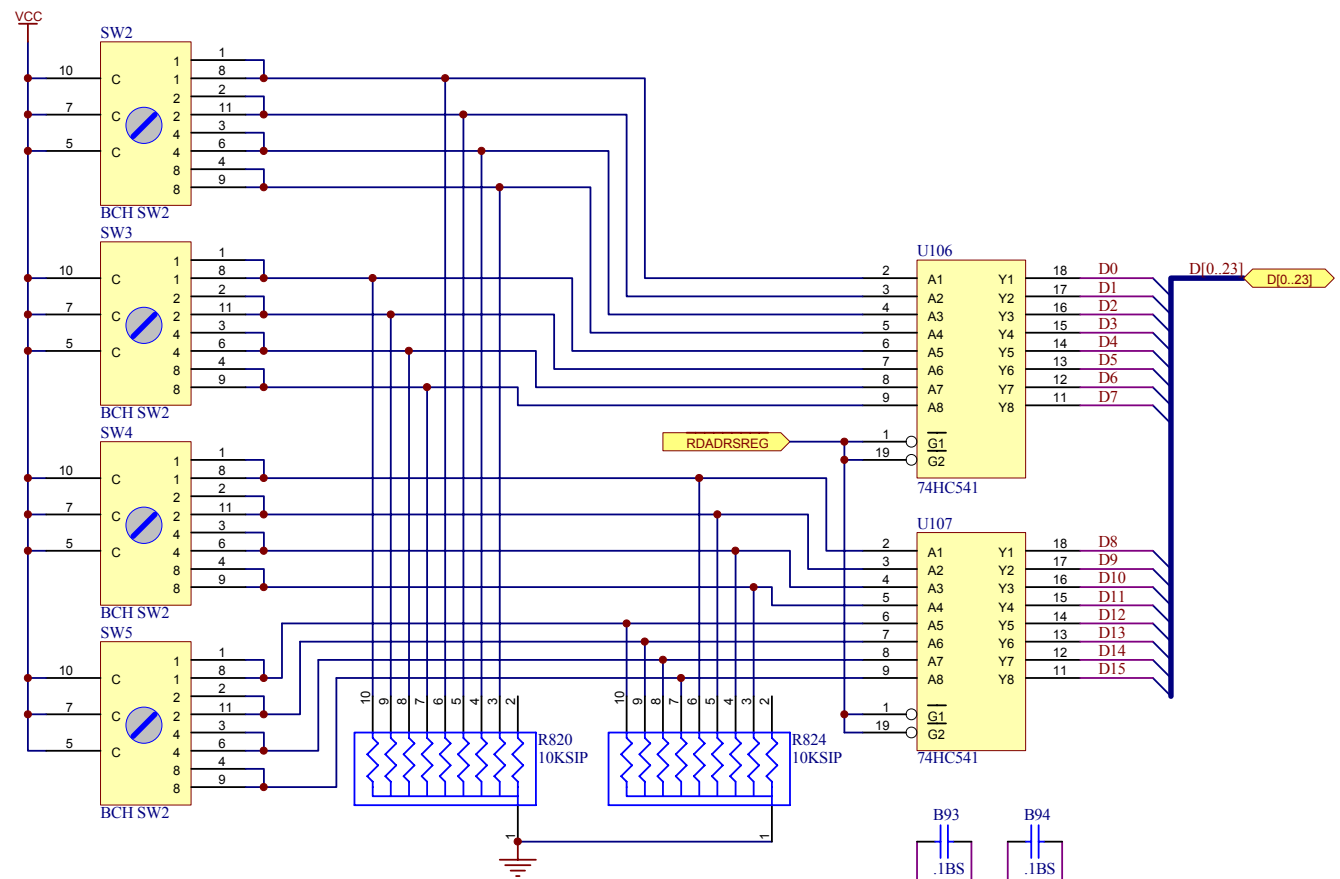 VCC
SW2
10 C 1 1
1 8
2 2
7 C 2 11
4 3
5 C 4 6
8 4
8 9
BCH SW2
SW3
10 C 1 1
1 8
2 2
7 C 2 11
4 3
5 C 4 6
8 4
8 9
BCH SW2
SW4
10 C 1 1
1 8
2 2
7 C 2 11
4 3
5 C 4 6
8 4
8 9
BCH SW2
SW5
10 C 1 1
1 8
2 2
7 C 2 11
4 3
5 C 4 6
8 4
8 9
BCH SW2
10 9 8 7 6 5 4 3 2
R820
10KSIP
1
10 9 8 7 6 5 4 3 2
R824
10KSIP
1
RDADRSREG
U106
2 A1 Y1 18 D0
3 A2 Y2 17 D1
4 A3 Y3 16 D2
5 A4 Y4 15 D3
6 A5 Y5 14 D4
7 A6 Y6 13 D5
8 A7 Y7 12 D6
9 A8 Y8 11 D7
1 G1
19 G2
74HC541
D[0..23]
D[0..23]
U107
2 A1 Y1 18 D8
3 A2 Y2 17 D9
4 A3 Y3 16 D10
5 A4 Y4 15 D11
6 A5 Y5 14 D12
7 A6 Y6 13 D13
8 A7 Y7 12 D14
9 A8 Y8 11 D15
1 G1
19 G2
74HC541
B93
.1BS
B94
.1BS